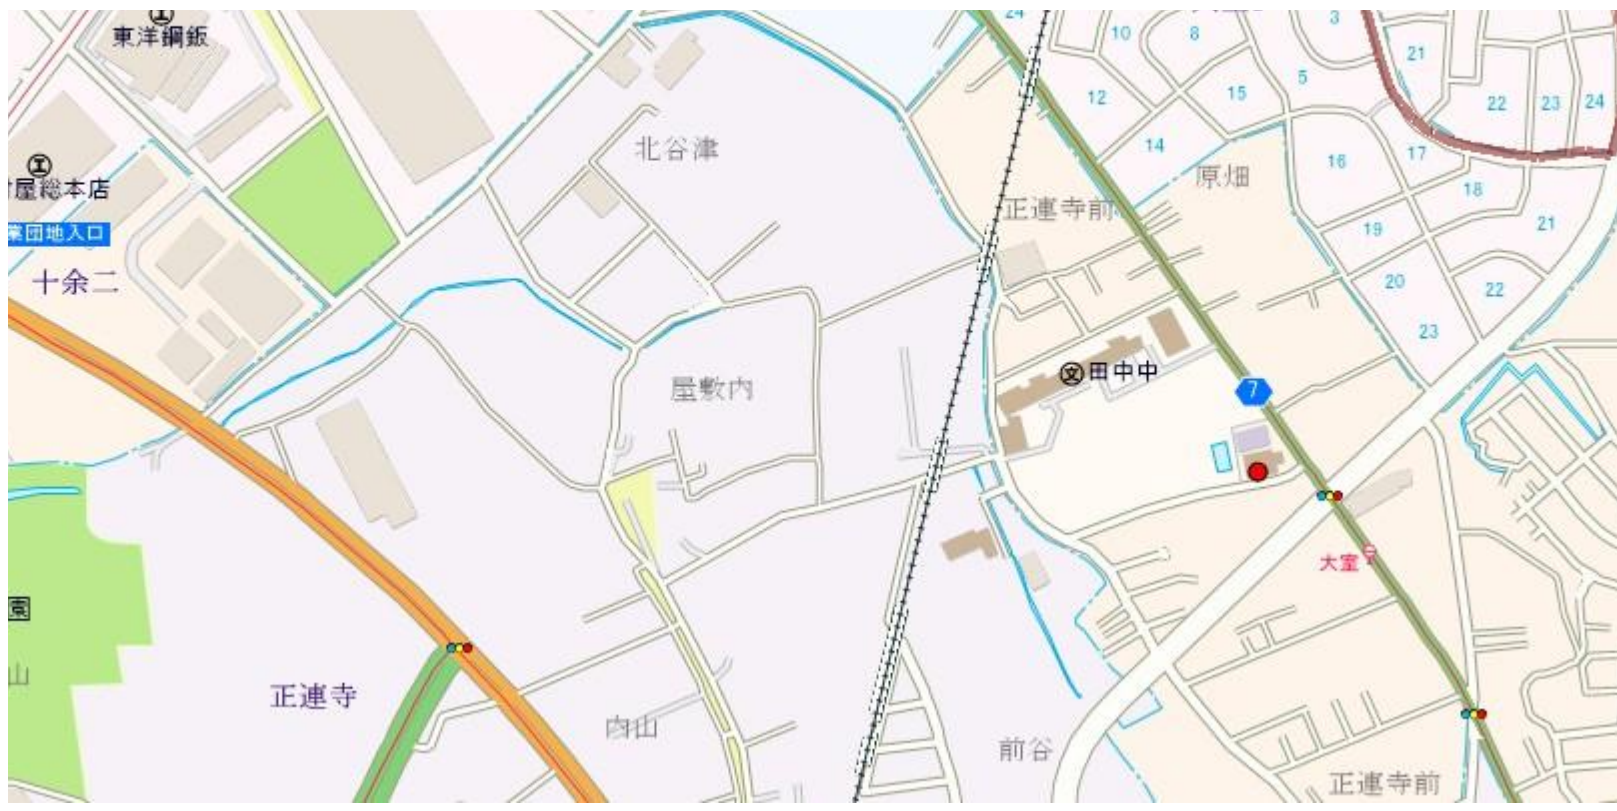 24
3
東洋鋼鈑
10
8
21
5
12
15
22
23
24
14
北谷津
16
17
原畑
18
屋総本店
正連寺前
21
19
業団地入口
十余二
20
22
23
文
田中中
7
屋敷内
大室
園
山
正連寺
内山
前谷
正連寺前